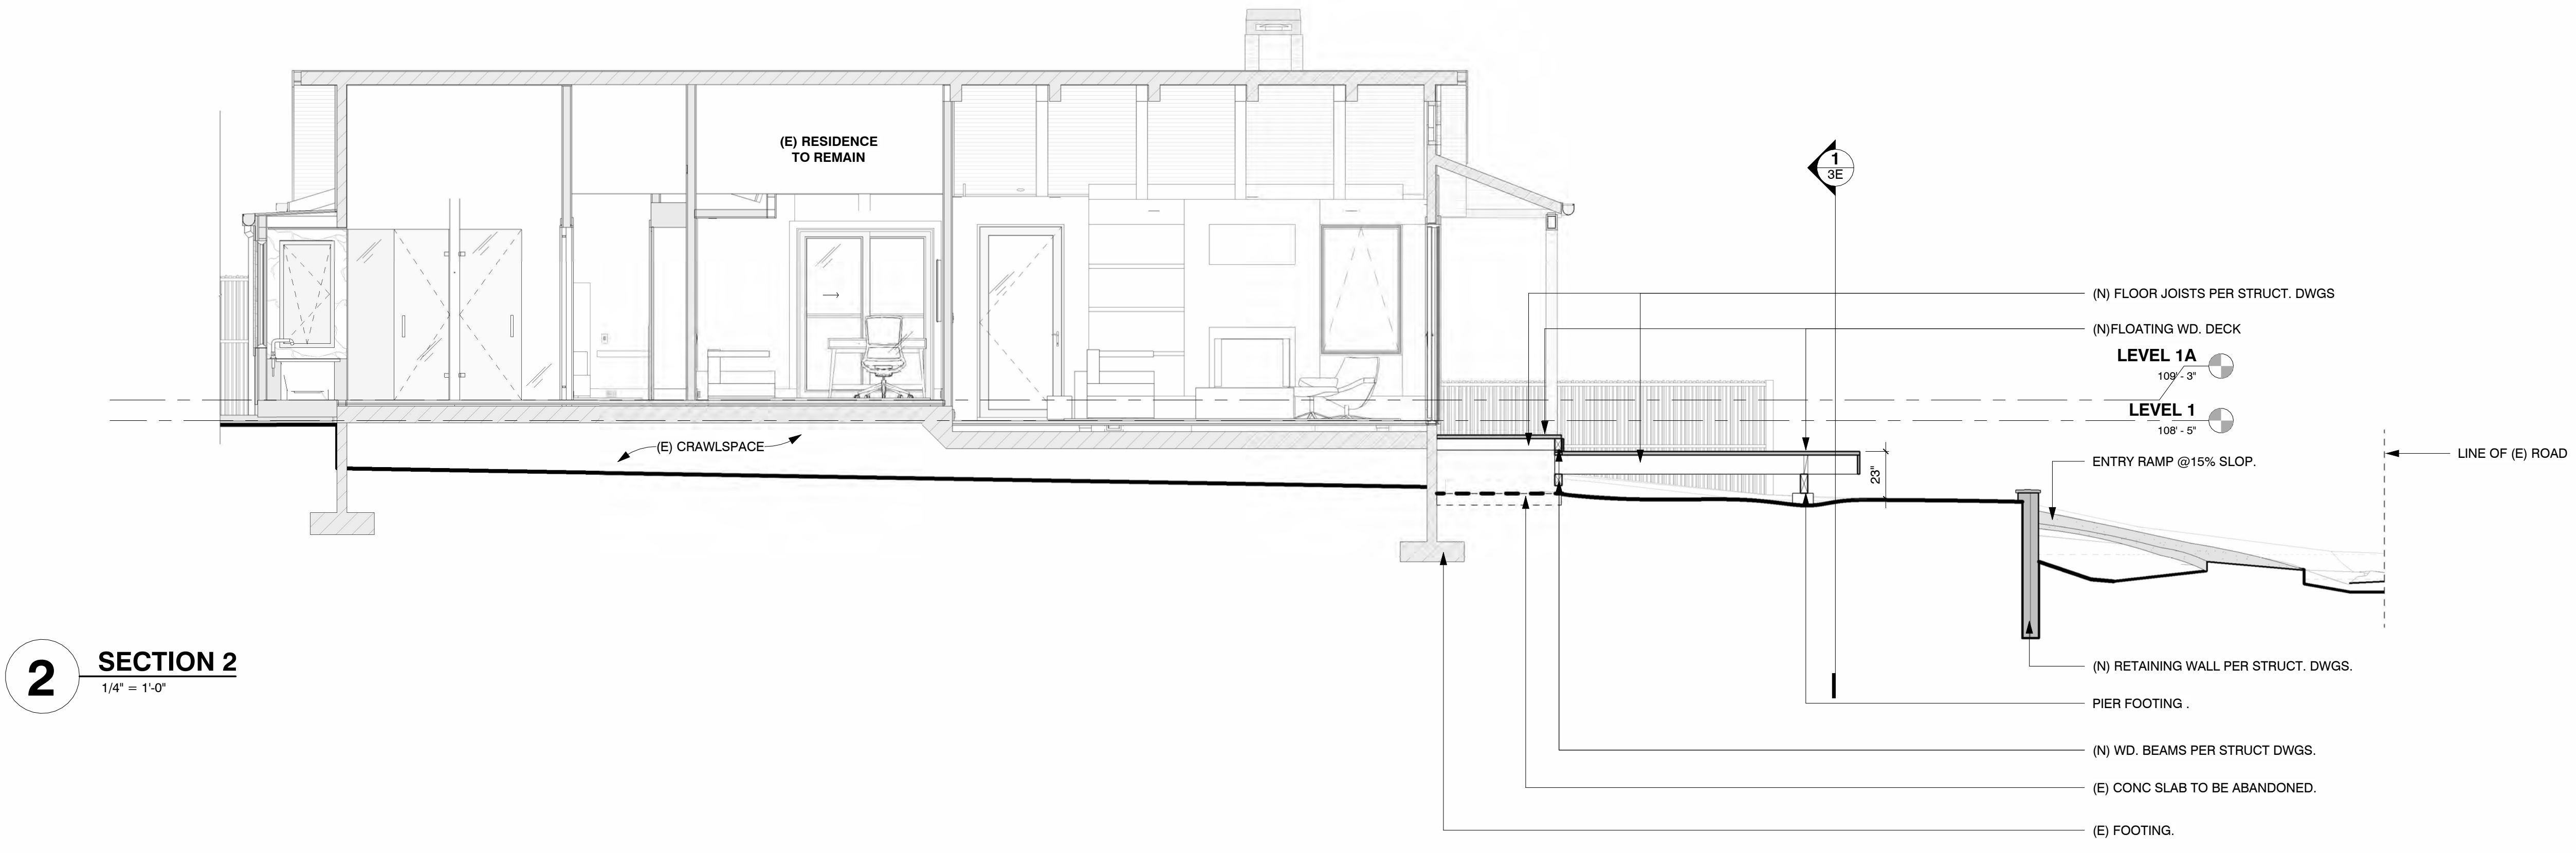 (E) RESIDENCE
TO REMAIN
1
3E
(N) FLOOR JOISTS PER STRUCT. DWGS
(N)FLOATING WD. DECK
LEVEL 1A
109' - 3"
LEVEL 1
108' - 5"
(E) CRAWLSPACE
LINE OF (E) ROAD
ENTRY RAMP @15% SLOP.
23"
2
SECTION 2
1/4" = 1'-0"
(N) RETAINING WALL PER STRUCT. DWGS.
PIER FOOTING .
(N) WD. BEAMS PER STRUCT DWGS.
(E) CONC SLAB TO BE ABANDONED.
(E) FOOTING.